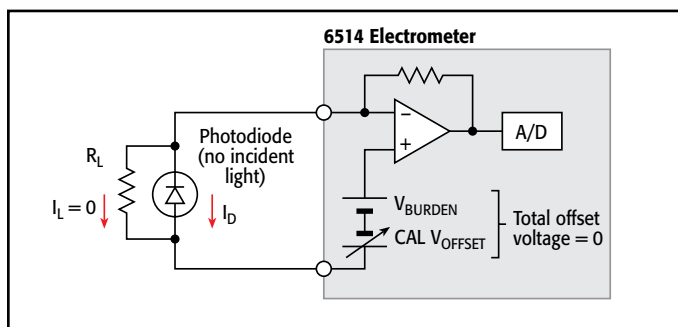 6514 Electrometer
Photodiode
(no incident
light)
R_L
I_L = 0
I_D
−
+
A/D
V_BURDEN
CAL V_OFFSET
Total offset
voltage = 0